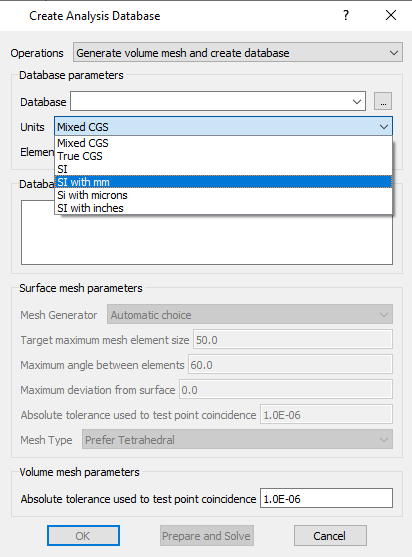 Create Analysis Database
?
Operations Generate volume mesh and create database
Database parameters
Database ...
Units Mixed CGS
Mixed CGS
True CGS
SI
SI with mm
Si with microns
SI with inches
Elemen
Databas
Surface mesh parameters
Mesh Generator Automatic choice
Target maximum mesh element size 50.0
Maximum angle between elements 60.0
Maximum deviation from surface 0.0
Absolute tolerance used to test point coincidence 1.0E-06
Mesh Type Prefer Tetrahedral
Volume mesh parameters
Absolute tolerance used to test point coincidence 1.0E-06
OK Prepare and Solve Cancel